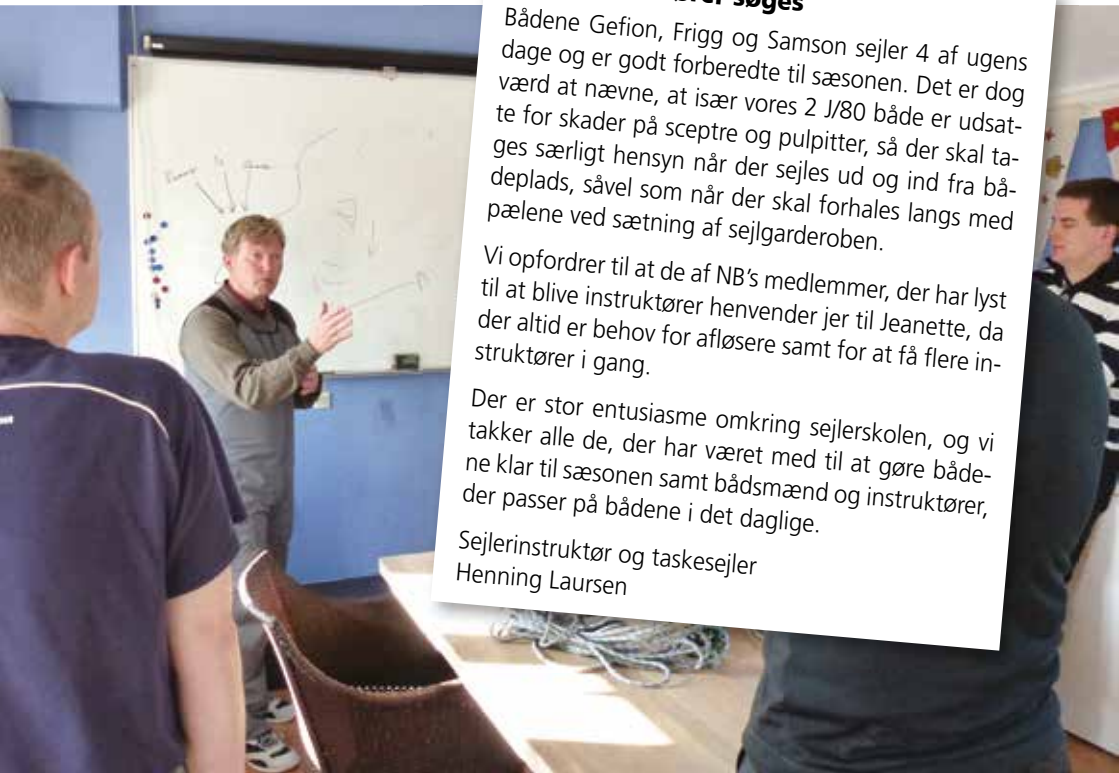 søges
Bådene Gefion, Frigg og Samson sejler 4 af ugens
dage og er godt forberedte til sæsonen. Det er dog
værd at nævne, at især vores 2 J/80 både er udsat-
te for skader på sceptre og pulpitter, så der skal ta-
ges særligt hensyn når der sejles ud og ind fra bå-
deplads, såvel som når der skal forhales langs med
pælene ved sætning af sejlgarderoben.
Vi opfordrer til at de af NB's medlemmer, der har lyst
til at blive instruktører henvender jer til Jeanette, da
der altid er behov for afløsere samt for at få flere in-
struktører i gang.
Der er stor entusiasme omkring sejlerskolen, og vi
takker alle de, der har været med til at gøre både-
ne klar til sæsonen samt bådsmænd og instruktører,
der passer på bådene i det daglige.
Sejlerinstruktør og taskesejler
Henning Laursen